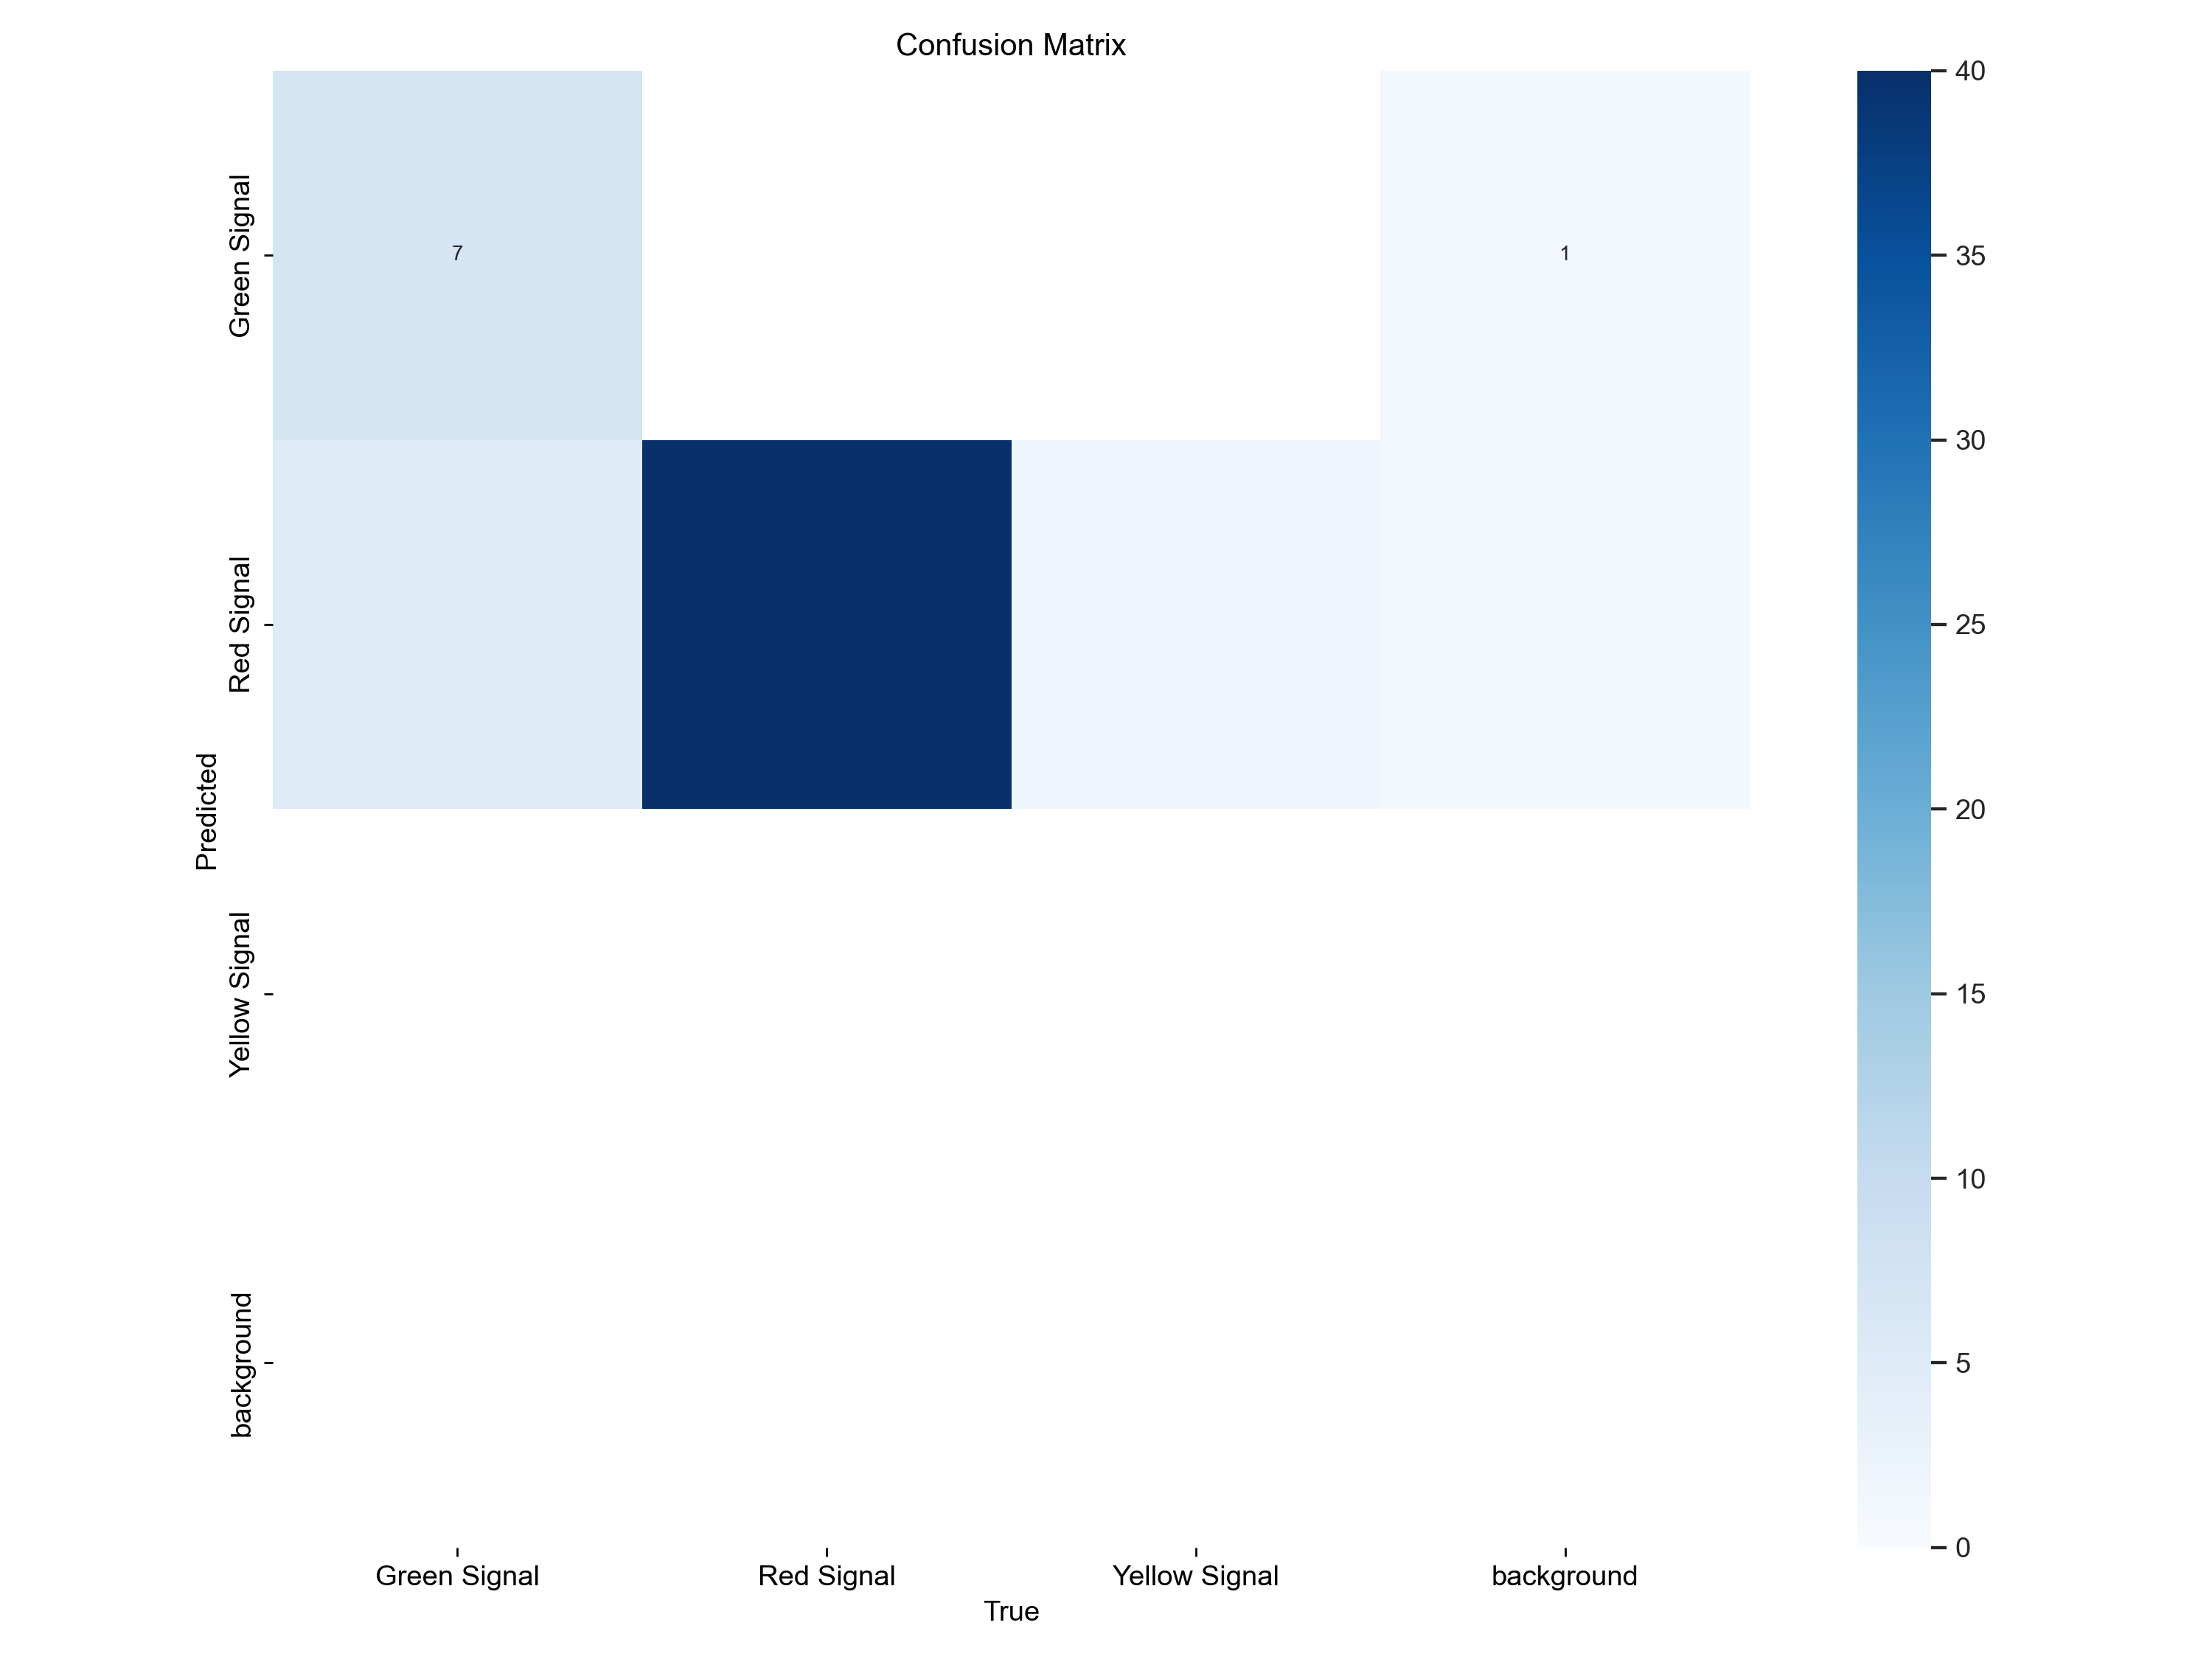 Confusion Matrix
Green Signal
Red Signal
Yellow Signal
background
Predicted
7
1
Green Signal
Red Signal
Yellow Signal
background
True
40
35
30
25
20
15
10
5
0